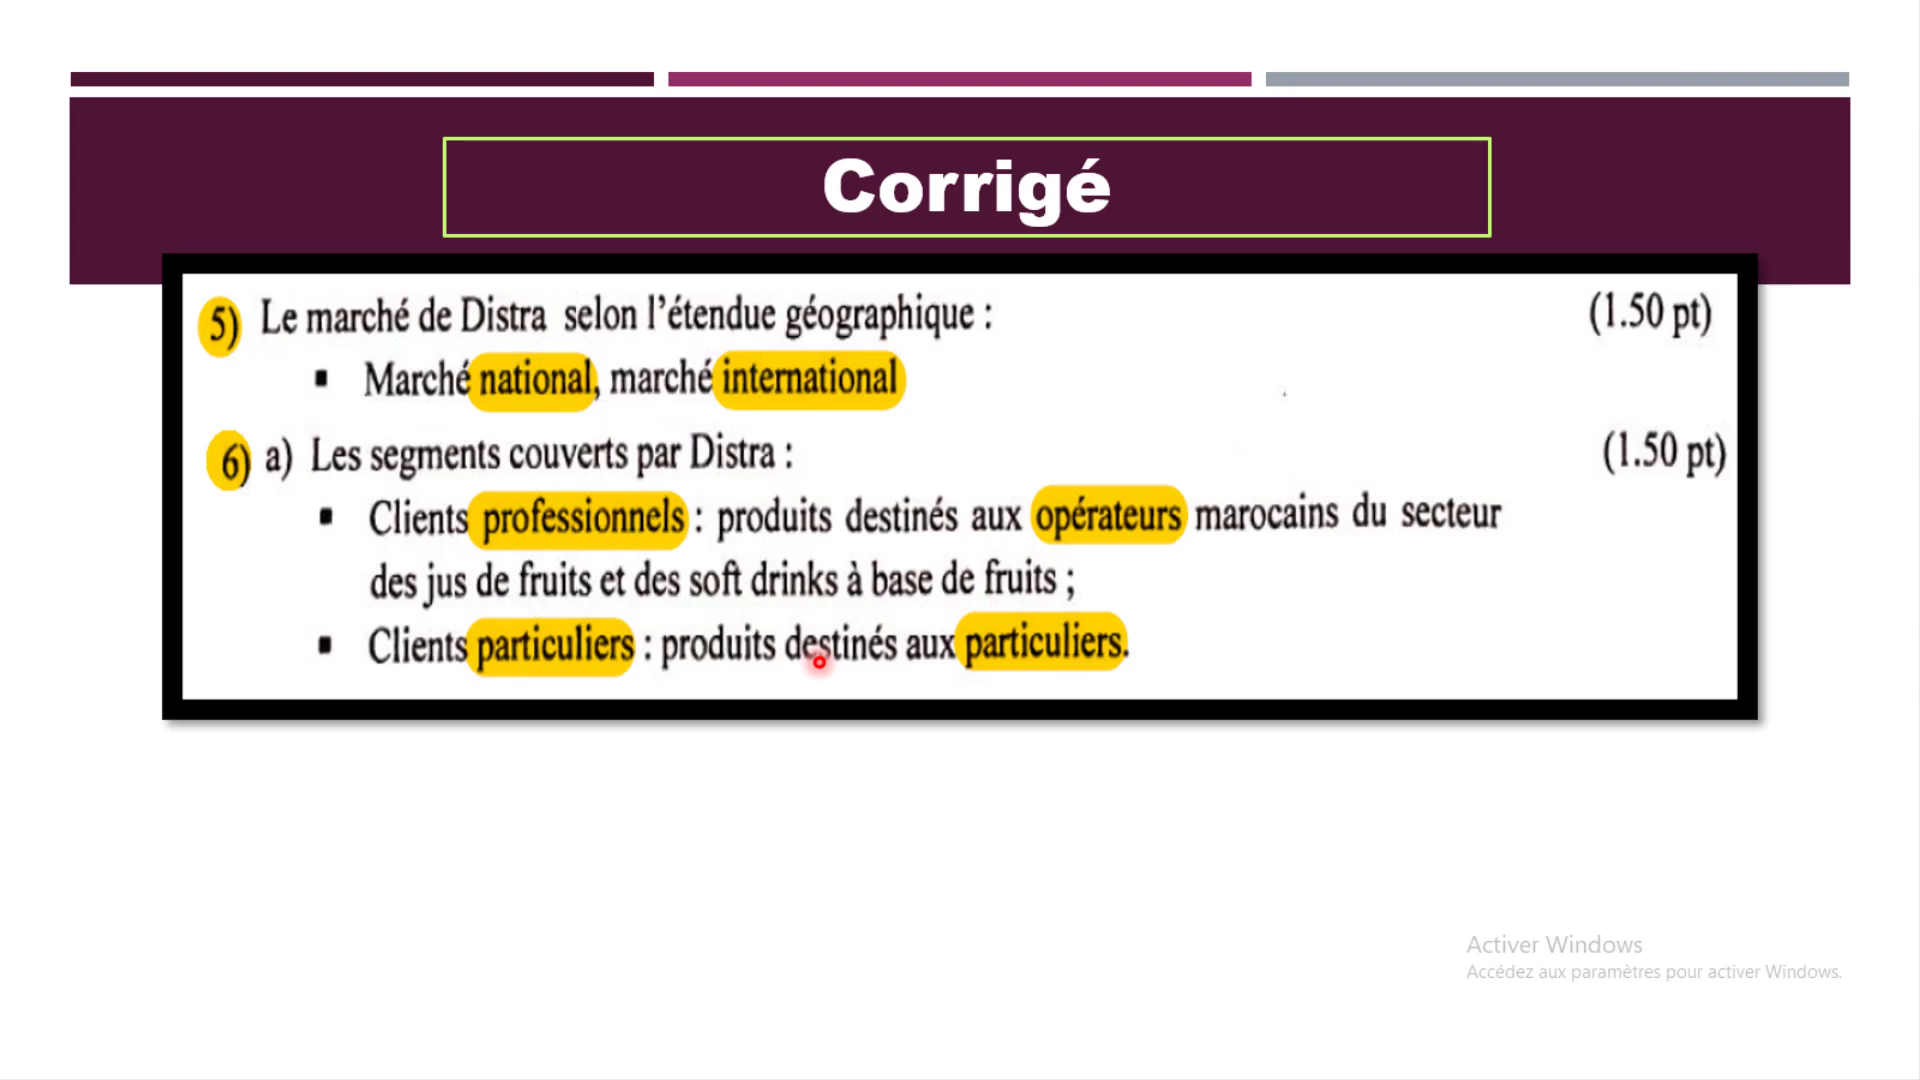 Corrigé
5) Le marché de Distra selon l'étendue géographique : (1.50 pt)
▪ Marché national, marché international
6) a) Les segments couverts par Distra : (1.50 pt)
▪ Clients professionnels : produits destinés aux opérateurs marocains du secteur
des jus de fruits et des soft drinks à base de fruits ;
▪ Clients particuliers : produits destinés aux particuliers.
Activer Windows
Accédez aux paramètres pour activer Windows.